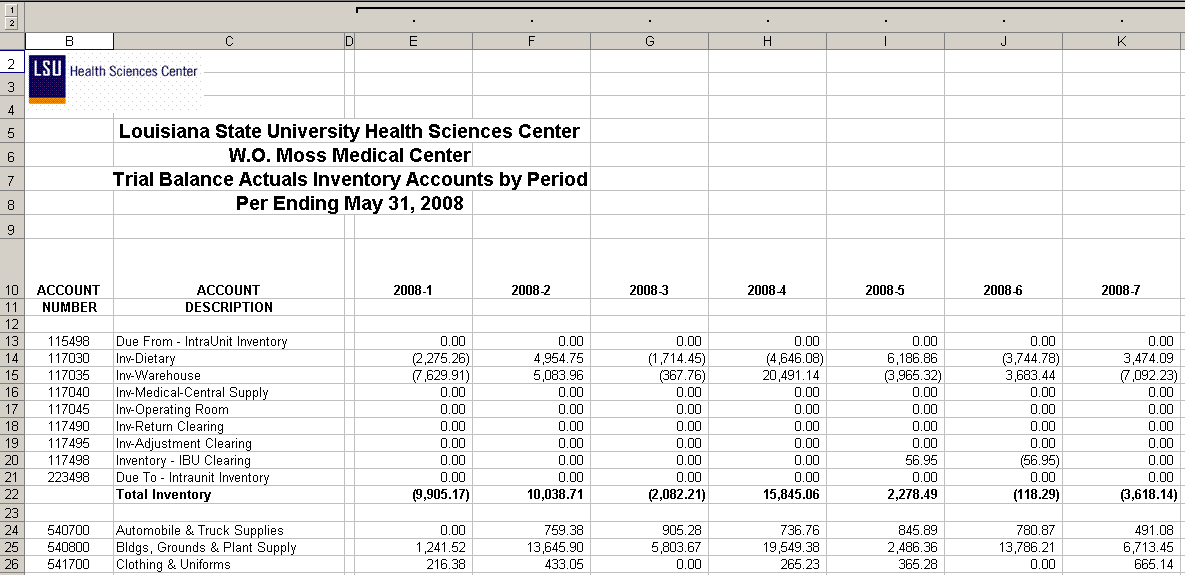 1
2
B C D E F G H I J K
2 LSU Health Sciences Center
3
4
5 Louisiana State University Health Sciences Center
6 W.O. Moss Medical Center
7 Trial Balance Actuals Inventory Accounts by Period
8 Per Ending May 31, 2008
9
10 ACCOUNT ACCOUNT 2008-1 2008-2 2008-3 2008-4 2008-5 2008-6 2008-7
11 NUMBER DESCRIPTION
12
13 115498 Due From - IntraUnit Inventory 0.00 0.00 0.00 0.00 0.00 0.00 0.00
14 117030 Inv-Dietary (2,275.26) 4,954.75 (1,714.45) (4,646.08) 6,186.86 (3,744.78) 3,474.09
15 117035 Inv-Warehouse (7,629.91) 5,083.96 (367.76) 20,491.14 (3,965.32) 3,683.44 (7,092.23)
16 117040 Inv-Medical-Central Supply 0.00 0.00 0.00 0.00 0.00 0.00 0.00
17 117045 Inv-Operating Room 0.00 0.00 0.00 0.00 0.00 0.00 0.00
18 117490 Inv-Return Clearing 0.00 0.00 0.00 0.00 0.00 0.00 0.00
19 117495 Inv-Adjustment Clearing 0.00 0.00 0.00 0.00 0.00 0.00 0.00
20 117498 Inventory - IBU Clearing 0.00 0.00 0.00 0.00 56.95 (56.95) 0.00
21 223498 Due To - Intraunit Inventory 0.00 0.00 0.00 0.00 0.00 0.00 0.00
22 Total Inventory (9,905.17) 10,038.71 (2,082.21) 15,845.06 2,278.49 (118.29) (3,618.14)
23
24 540700 Automobile & Truck Supplies 0.00 759.38 905.28 736.76 845.89 780.87 491.08
25 540800 Bldgs, Grounds & Plant Supply 1,241.52 13,645.90 5,803.67 19,549.38 2,486.36 13,786.21 6,713.45
26 541700 Clothing & Uniforms 216.38 433.05 0.00 265.23 365.28 0.00 665.14